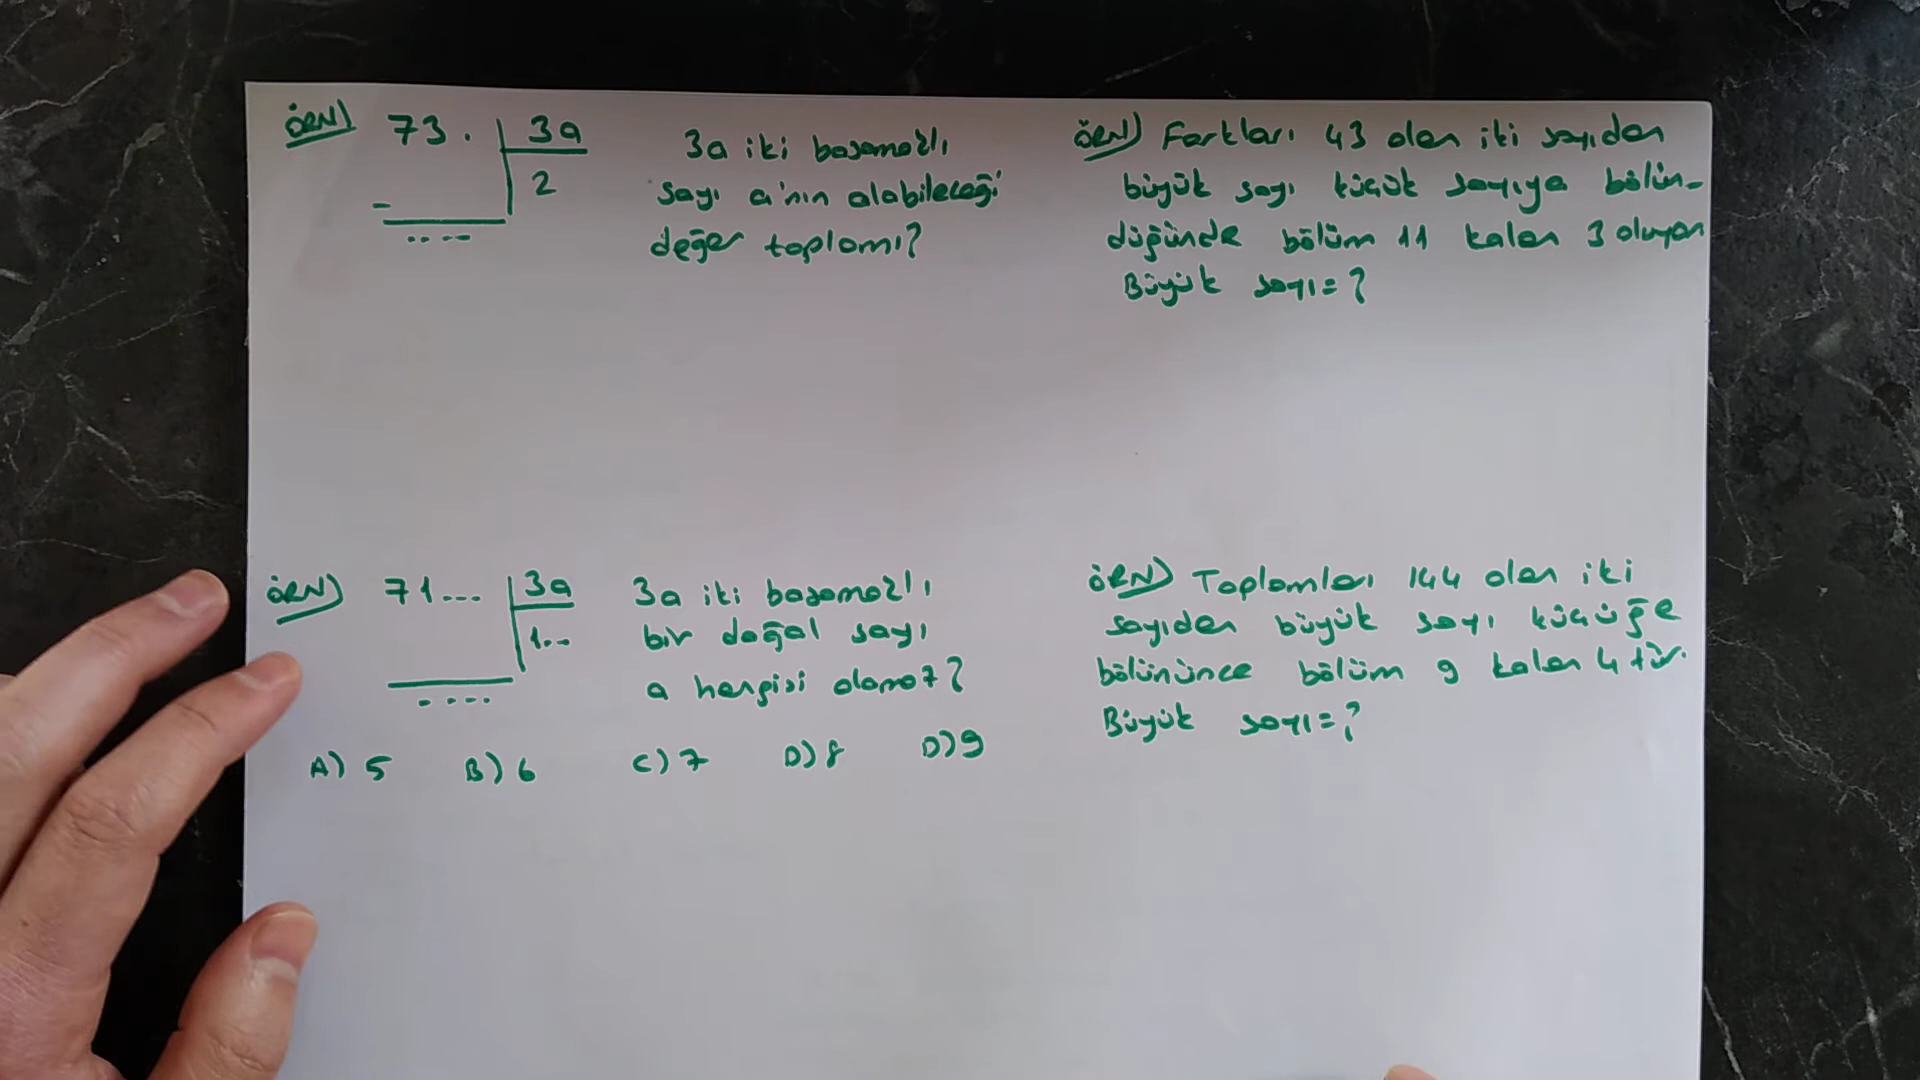 ÖRN) 73. 3a
2
- 
....
3a iki basamaklı
sayı a'nın alabileceği
değer toplamı?
ÖRN) Farkları 43 olan iki sayıdan
büyük sayı küçük sayıya bölün-
düğünde bölüm 11 kalan 3 oluyor
Büyük sayı=?
ÖRN) 71... 3a
1..
....
3a iki basamaklı
bir doğal sayı
a hangisi olamaz?
A) 5 B) 6 C) 7 D) 8 D) 9
ÖRN) Toplamları 144 olan iki
sayıdan büyük sayı küçüğe
bölününce bölüm 9 kalan 4 tür.
Büyük sayı=?